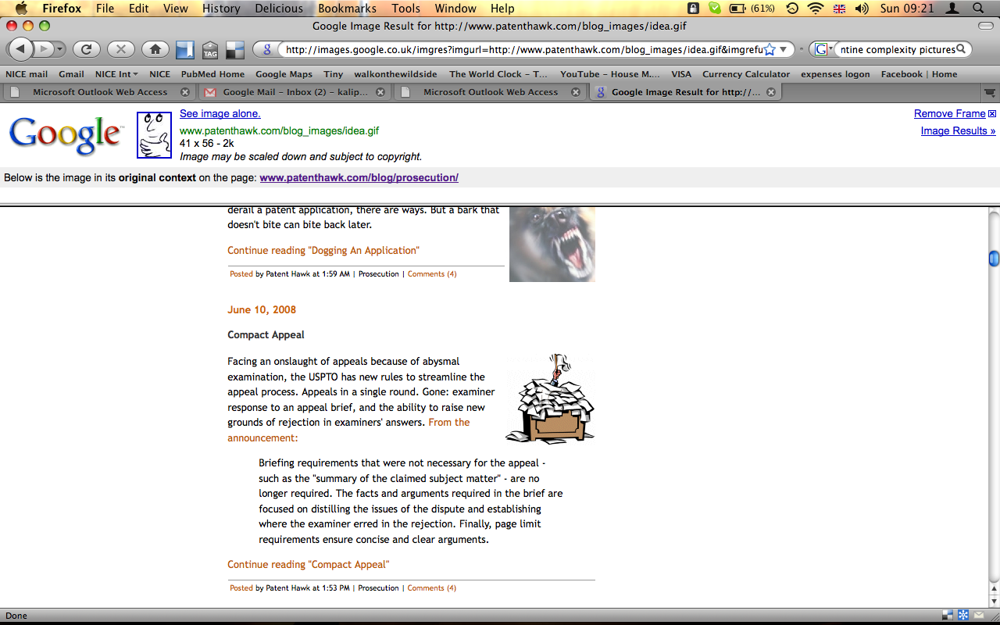 Firefox File Edit View History Delicious Bookmarks Tools Window Help (61%) Sun 09:21
Google Image Result for http://www.patenthawk.com/blog_images/idea.gif
TAG http://images.google.co.uk/imgres?imgurl=http://www.patenthawk.com/blog_images/idea.gif&imgrefu ntine complexity pictures
NICE mail Gmail NICE Int NICE PubMed Home Google Maps Tiny walkonthewildside The World Clock - T... YouTube - House M.... VISA Currency Calculator expenses logon Facebook | Home
Microsoft Outlook Web Access Google Mail - Inbox (2) - kalip... Microsoft Outlook Web Access Google Image Result for http://...
Google™
See image alone. Remove Frame
www.patenthawk.com/blog_images/idea.gif Image Results »
41 x 56 - 2k
Image may be scaled down and subject to copyright.
Below is the image in its original context on the page: www.patenthawk.com/blog/prosecution/
derail a patent application, there are ways. But a bark that
doesn't bite can bite back later.
Continue reading "Dogging An Application"
Posted by Patent Hawk at 1:59 AM | Prosecution | Comments (4)
June 10, 2008
Compact Appeal
Facing an onslaught of appeals because of abysmal
examination, the USPTO has new rules to streamline the
appeal process. Appeals in a single round. Gone: examiner
response to an appeal brief, and the ability to raise new
grounds of rejection in examiners' answers. From the
announcement:
Briefing requirements that were not necessary for the appeal -
such as the "summary of the claimed subject matter" - are no
longer required. The facts and arguments required in the brief are
focused on distilling the issues of the dispute and establishing
where the examiner erred in the rejection. Finally, page limit
requirements ensure concise and clear arguments.
Continue reading "Compact Appeal"
Posted by Patent Hawk at 1:53 PM | Prosecution | Comments (4)
Done